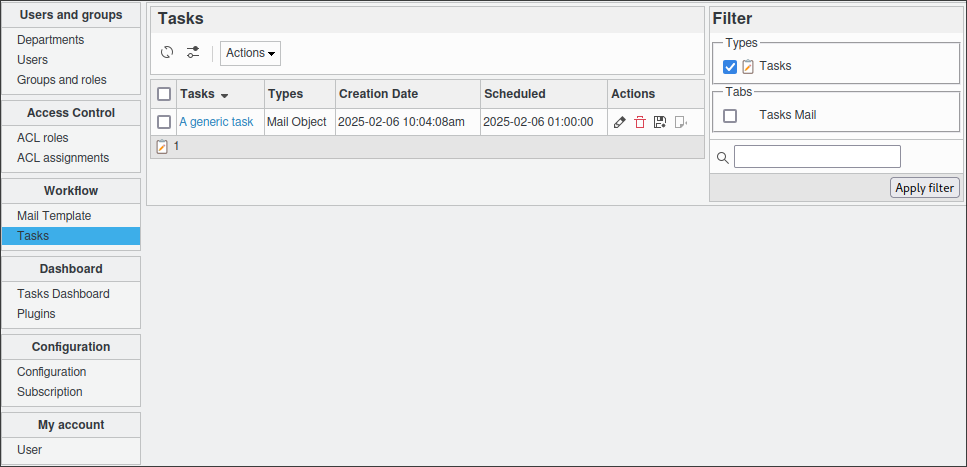 Users and groups
Departments
Users
Groups and roles
Access Control
ACL roles
ACL assignments
Workflow
Mail Template
Tasks
Dashboard
Tasks Dashboard
Plugins
Configuration
Configuration
Subscription
My account
User
Tasks
Actions
Tasks Types Creation Date Scheduled Actions
A generic task Mail Object 2025-02-06 10:04:08am 2025-02-06 01:00:00
1
Filter
Types
Tasks
Tabs
Tasks Mail
Apply filter